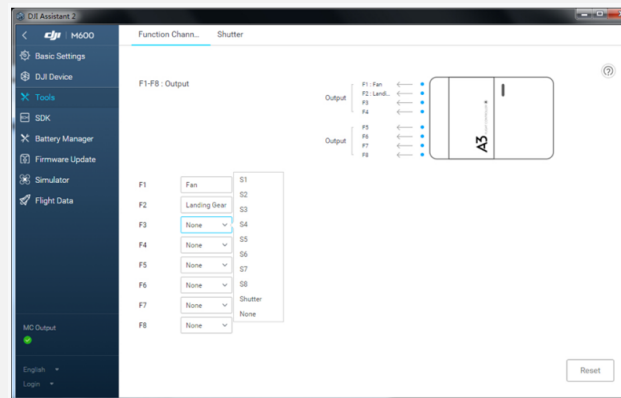 DJI Assistant 2
dji M600
Function Chann... Shutter
Basic Settings
DJI Device
Tools
SDK
Battery Manager
Firmware Update
Simulator
Flight Data
MC Output
English
Login
F1-F8 : Output
Output
F1 : Fan
F2 : Landi...
F3
F4
Output
F5
F6
F7
F8
A3
F1 Fan
F2 Landing Gear
F3 None
F4 None
F5 None
F6 None
F7 None
F8 None
S1
S2
S3
S4
S5
S6
S7
S8
Shutter
None
Reset